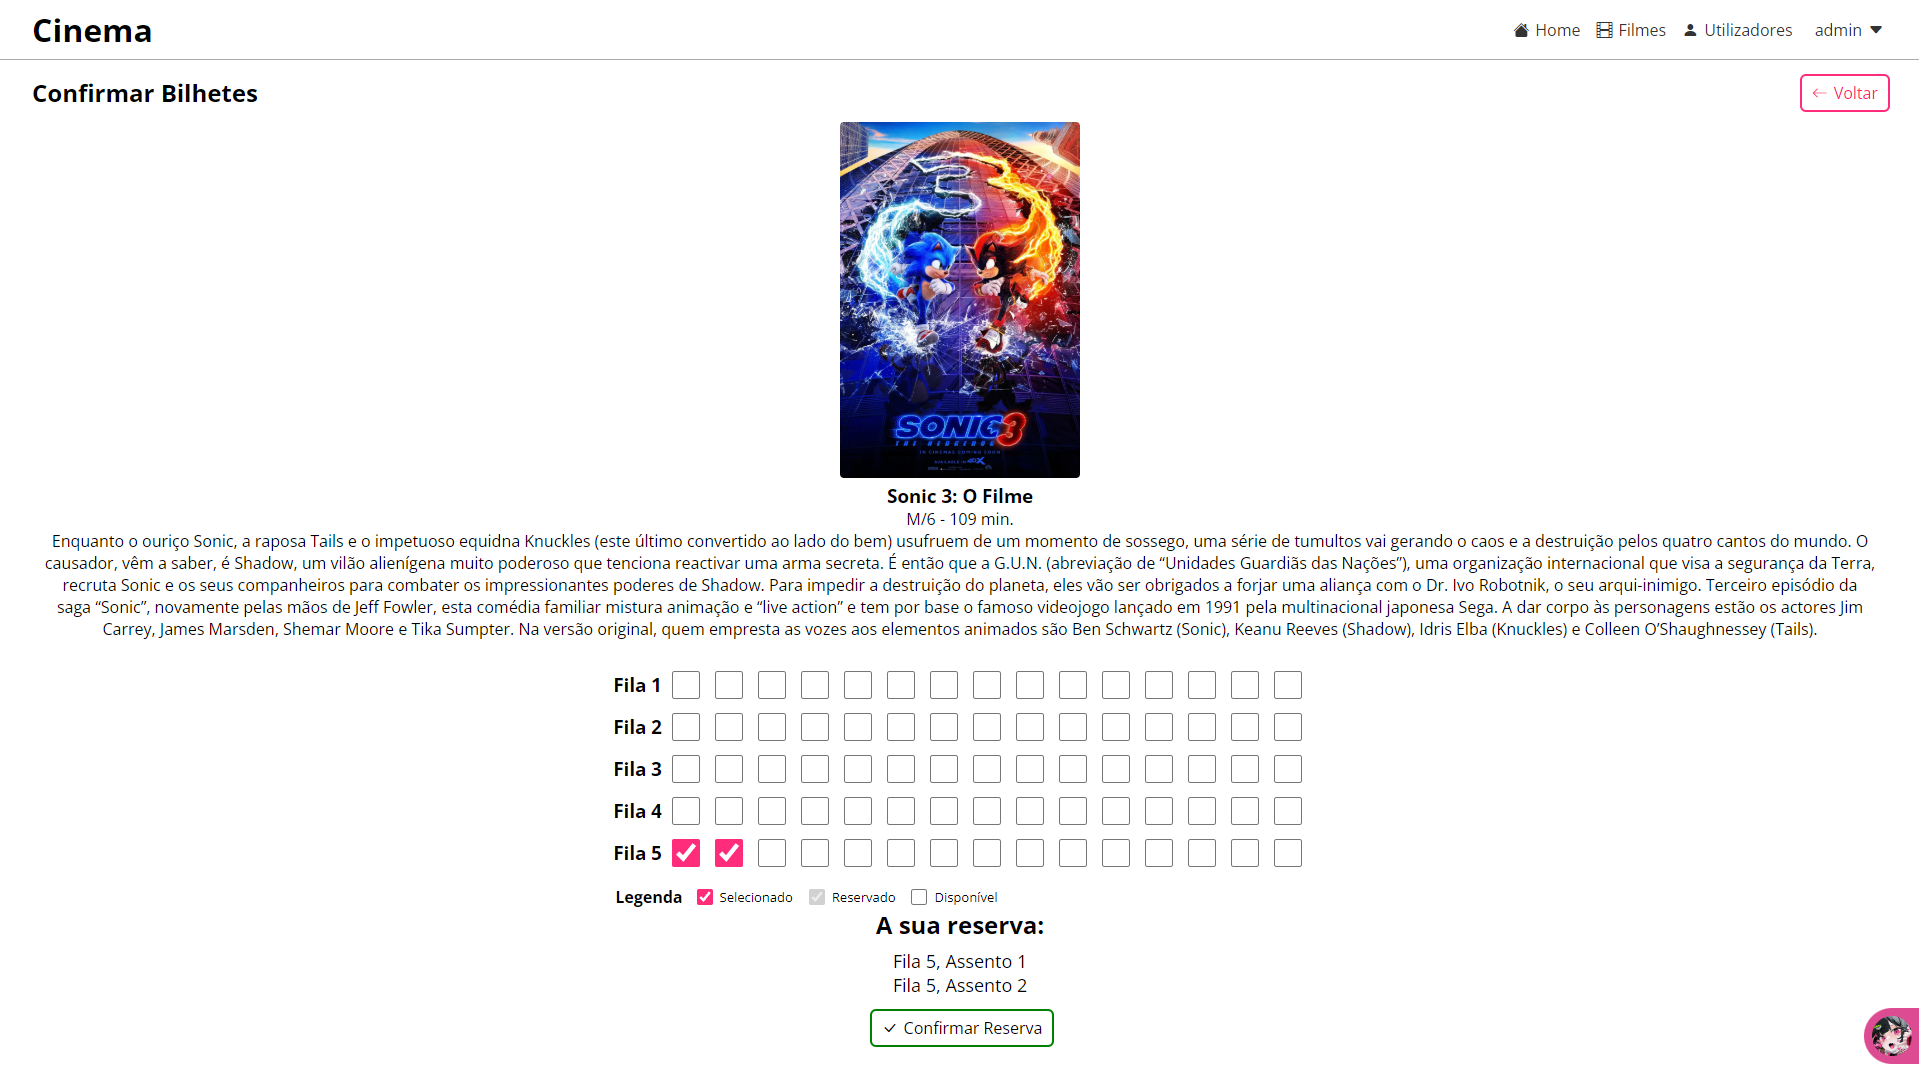 Cinema
Home
Filmes
Utilizadores
admin
Confirmar Bilhetes
Voltar
SONIC 3
THE HEDGEHOG
IN CINEMAS COMING SOON
AVAILABLE IN 4DX
Sonic 3: O Filme
M/6 - 109 min.
Enquanto o ouriço Sonic, a raposa Tails e o impetuoso equidna Knuckles (este último convertido ao lado do bem) usufruem de um momento de sossego, uma série de tumultos vai gerando o caos e a destruição pelos quatro cantos do mundo. O
causador, vêm a saber, é Shadow, um vilão alienígena muito poderoso que tenciona reactivar uma arma secreta. É então que a G.U.N. (abreviação de “Unidades Guardiãs das Nações”), uma organização internacional que visa a segurança da Terra,
recruta Sonic e os seus companheiros para combater os impressionantes poderes de Shadow. Para impedir a destruição do planeta, eles vão ser obrigados a forjar uma aliança com o Dr. Ivo Robotnik, o seu arqui-inimigo. Terceiro episódio da
saga “Sonic”, novamente pelas mãos de Jeff Fowler, esta comédia familiar mistura animação e “live action” e tem por base o famoso videojogo lançado em 1991 pela multinacional japonesa Sega. A dar corpo às personagens estão os actores Jim
Carrey, James Marsden, Shemar Moore e Tika Sumpter. Na versão original, quem empresta as vozes aos elementos animados são Ben Schwartz (Sonic), Keanu Reeves (Shadow), Idris Elba (Knuckles) e Colleen O’Shaughnessey (Tails).
Fila 1
Fila 2
Fila 3
Fila 4
Fila 5
Legenda Selecionado Reservado Disponível
A sua reserva:
Fila 5, Assento 1
Fila 5, Assento 2
Confirmar Reserva